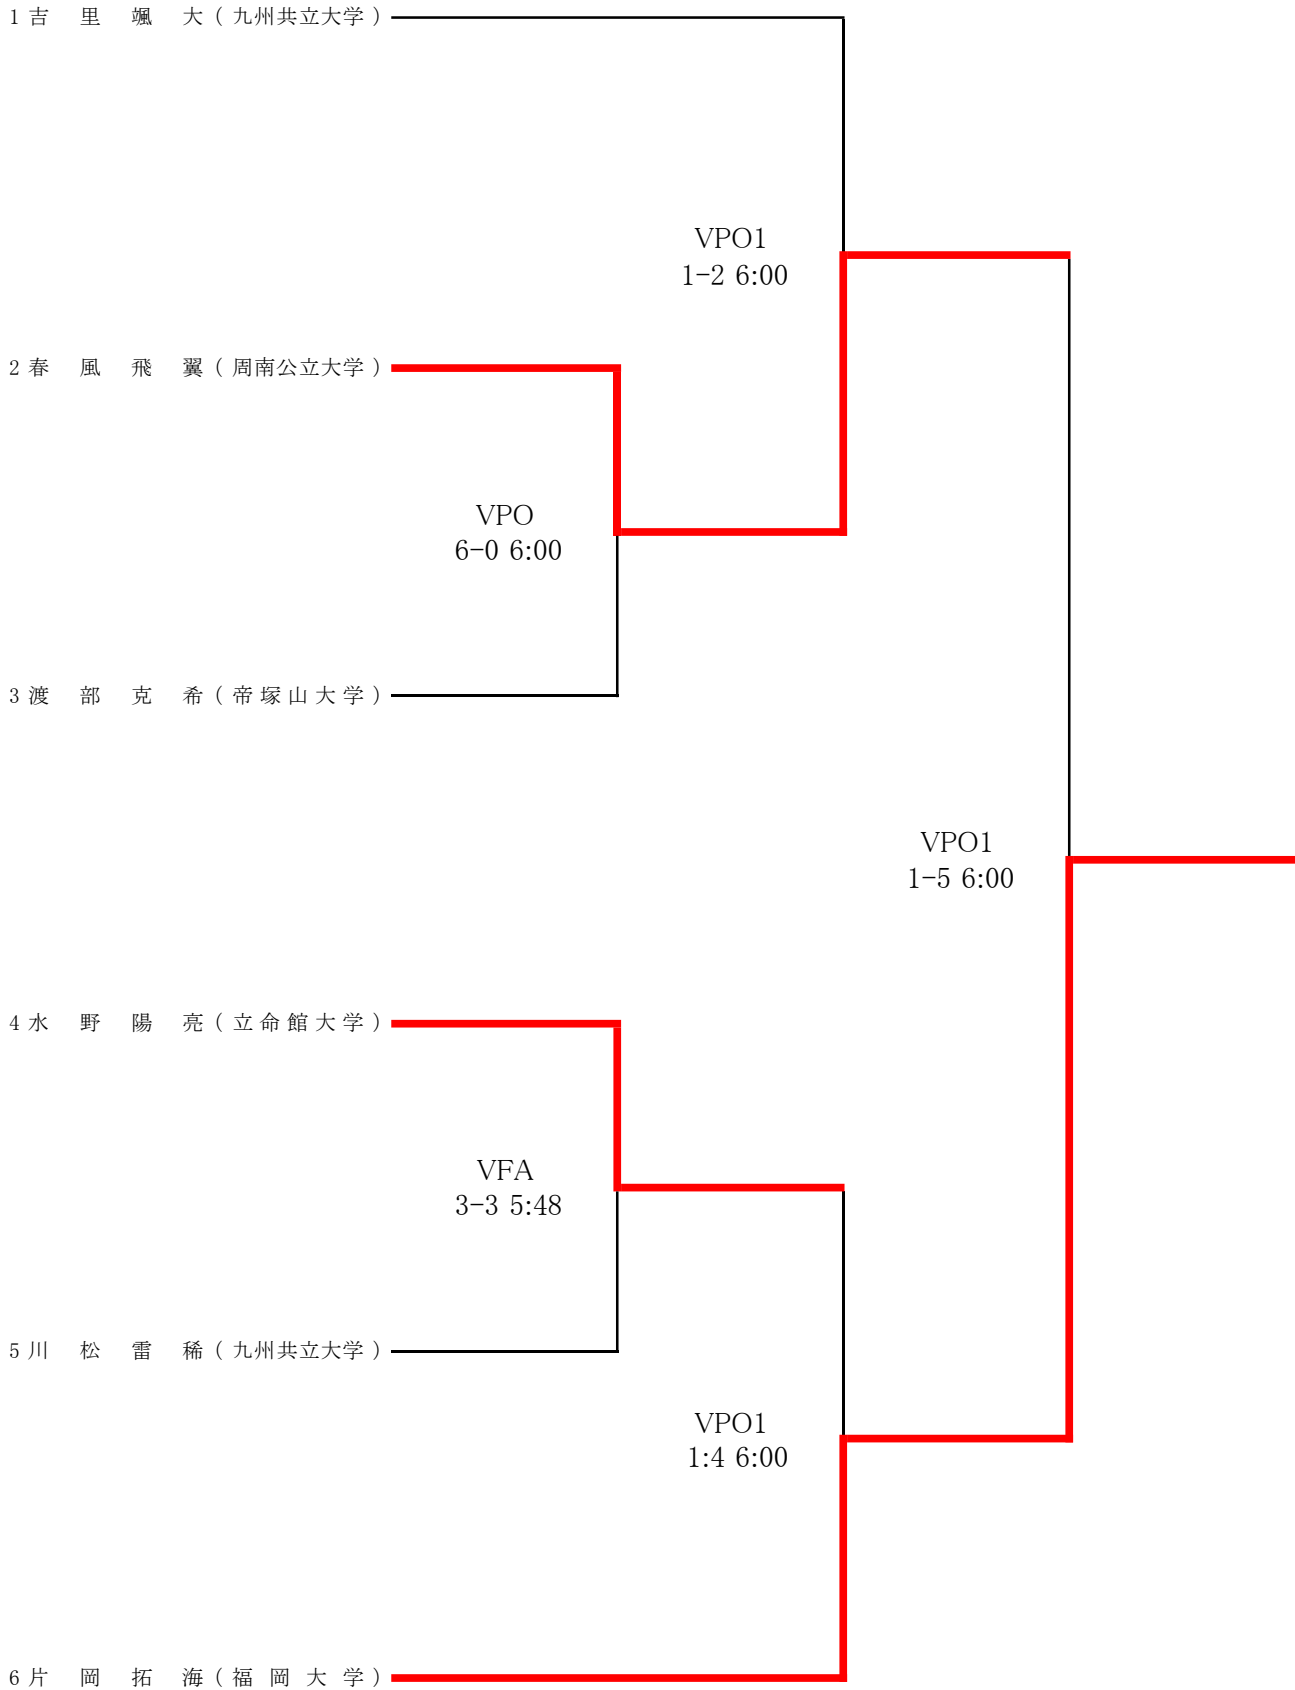 1 吉里颯大(九州共立大学)
VPO1
1-2 6:00
2 春風飛翼(周南公立大学)
VPO
6-0 6:00
3 渡部克希(帝塚山大学)
VPO1
1-5 6:00
4 水野陽亮(立命館大学)
VFA
3-3 5:48
5 川松雷稀(九州共立大学)
VPO1
1:4 6:00
6 片岡拓海(福岡大学)